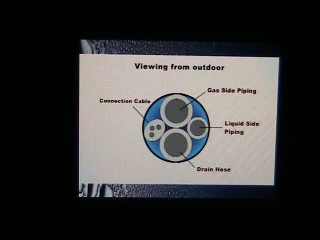 Viewing from outdoor
Gas Side Piping
Connection Cable
Liquid Side
Piping
Drain Hose